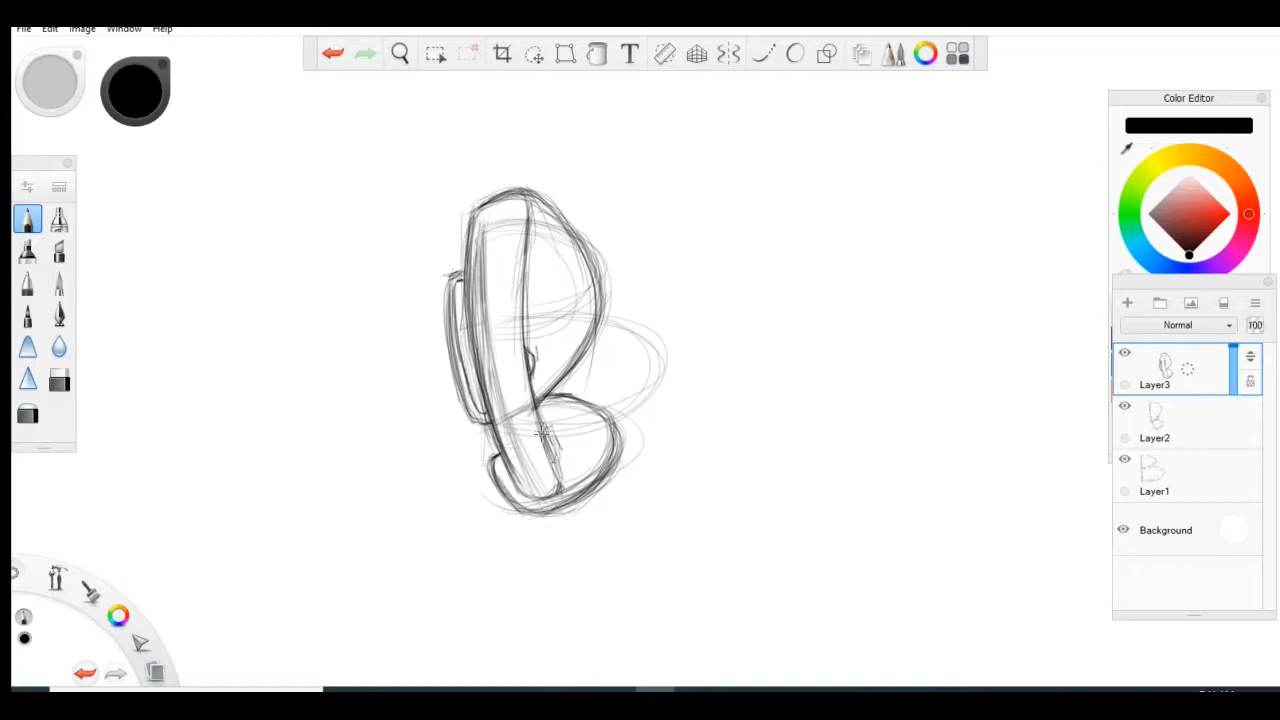 File Edit Image Window Help
T
Color Editor
Normal 100
Layer3
Layer2
Layer1
Background
B